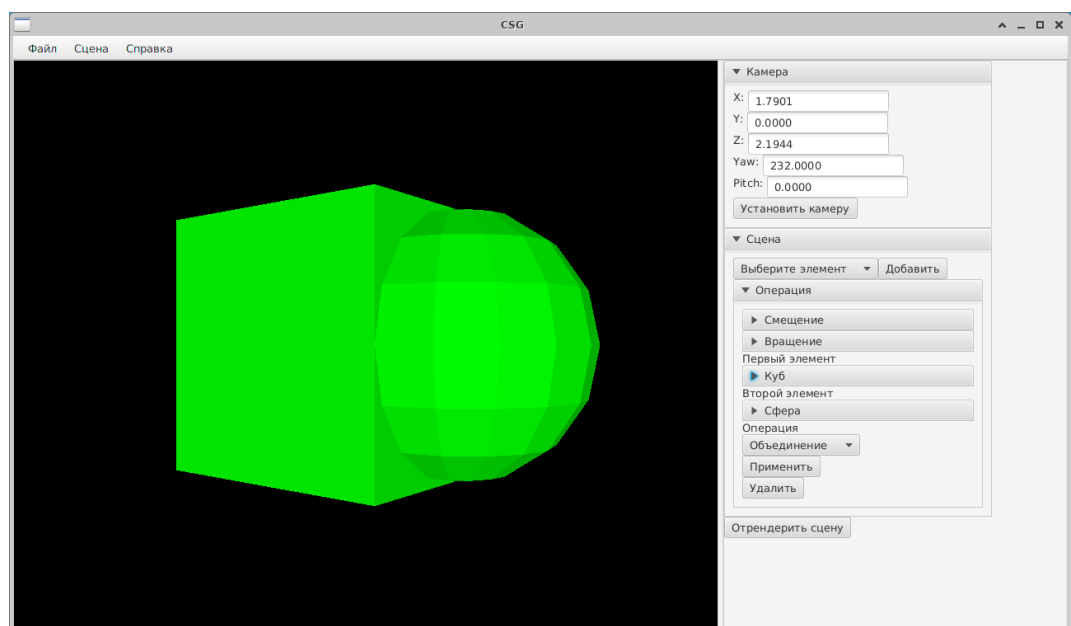 CSG
Файл Сцена Справка
Камера
X: 1.7901
Y: 0.0000
Z: 2.1944
Yaw: 232.0000
Pitch: 0.0000
Установить камеру
Сцена
Выберите элемент Добавить
Операция
Смещение
Вращение
Первый элемент
Куб
Второй элемент
Сфера
Операция
Объединение
Применить
Удалить
Отрендерить сцену